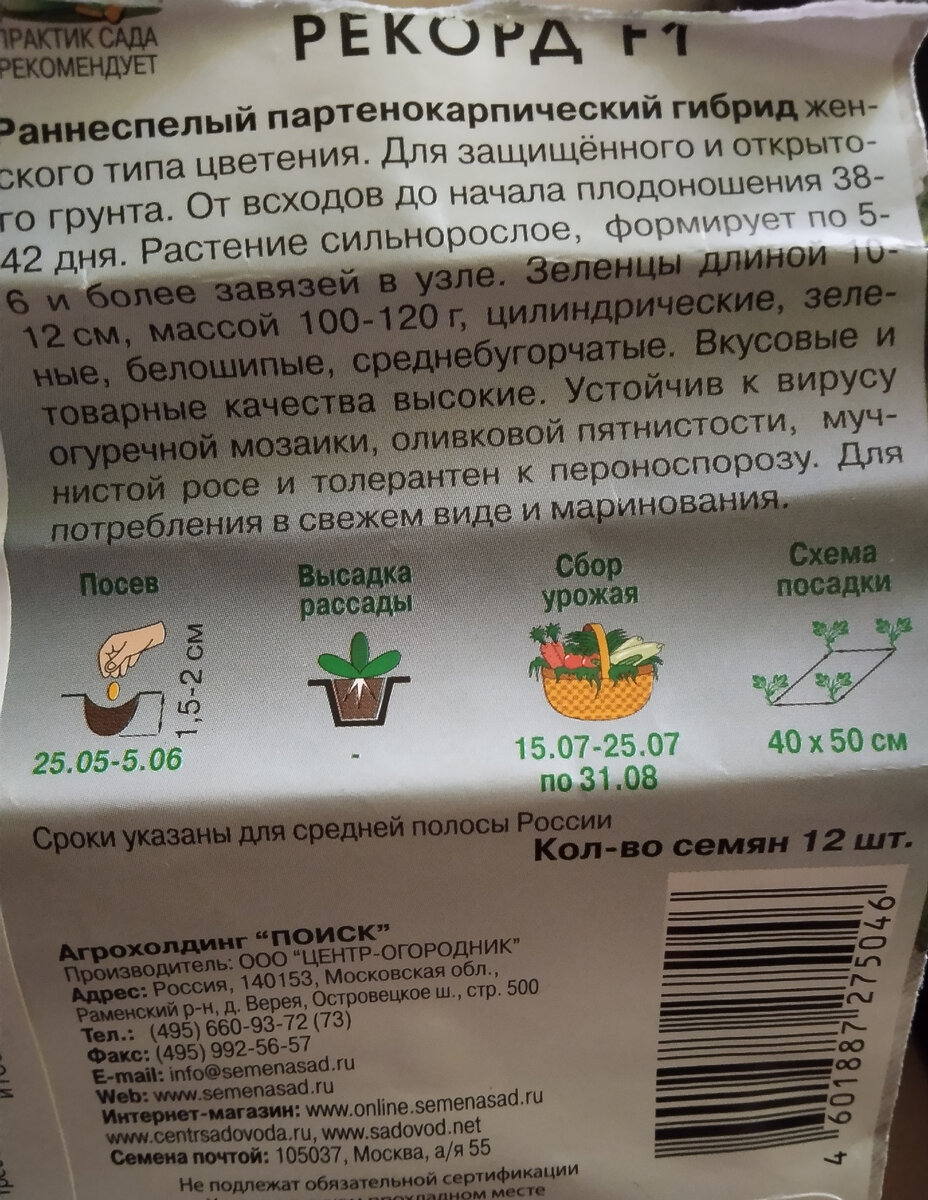 ПРАКТИК САДА
РЕКОМЕНДУЕТ
РЕКОРД F1
Раннеспелый партенокарпический гибрид жен-
ского типа цветения. Для защищённого и открыто-
го грунта. От всходов до начала плодоношения 38-
42 дня. Растение сильнорослое, формирует по 5-
6 и более завязей в узле. Зеленцы длиной 10-
12 см, массой 100-120 г, цилиндрические, зеле-
ные, белошипые, среднебугорчатые. Вкусовые и
товарные качества высокие. Устойчив к вирусу
огуречной мозаики, оливковой пятнистости, муч-
нистой росе и толерантен к пероноспорозу. Для
потребления в свежем виде и маринования.
Посев
1,5-2 см
25.05-5.06
Высадка
рассады
-
Сбор
урожая
15.07-25.07
по 31.08
Схема
посадки
40 х 50 см
Сроки указаны для средней полосы России
Кол-во семян 12 шт.
Агрохолдинг “ПОИСК”
Производитель: ООО “ЦЕНТР-ОГОРОДНИК”
Адрес: Россия, 140153, Московская обл.,
Раменский р-н, д. Верея, Островецкое ш., стр. 500
Тел.: (495) 660-93-72 (73)
Факс: (495) 992-56-57
E-mail: info@semenasad.ru
Web: www.semenasad.ru
Интернет-магазин: www.online.semenasad.ru
www.centrsadovoda.ru, www.sadovod.net
Семена почтой: 105037, Москва, а/я 55
Не подлежат обязательной сертификации
прохладном месте
4 601887 275046